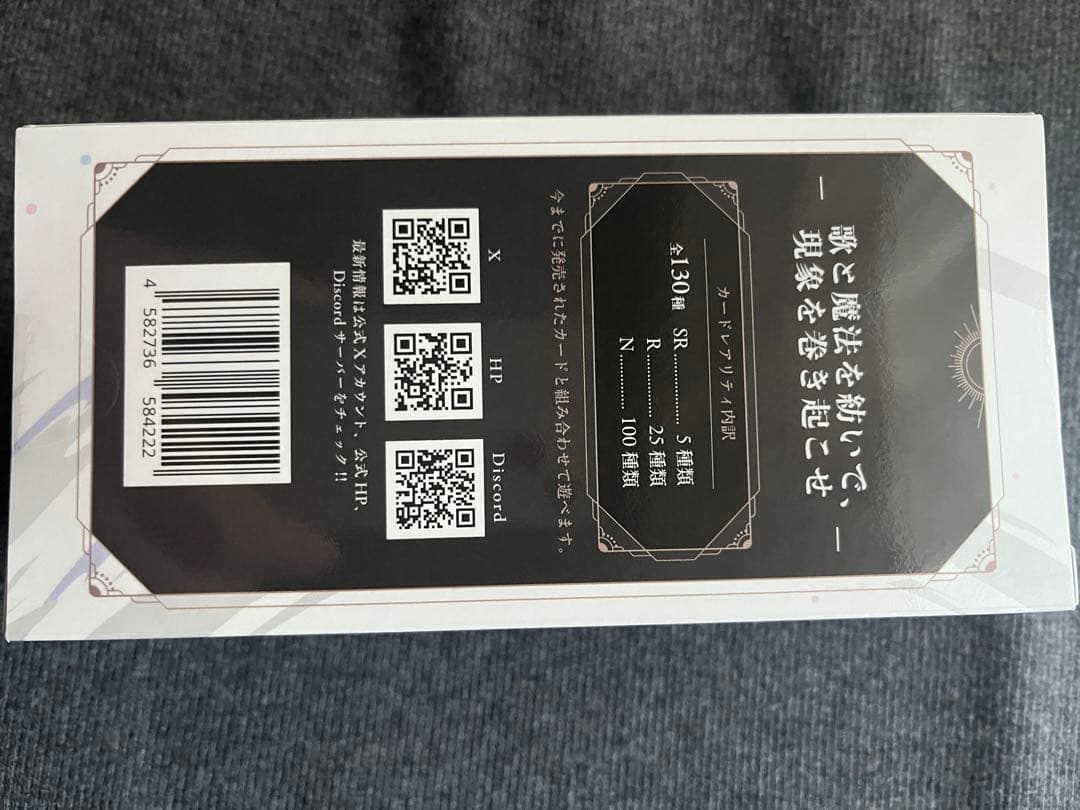 ― 歌と魔法を紡いで、
現象を巻き起こせ ―
カードレアリティ内訳
全130種 SR............ 5種類
R............ 25種類
N............ 100種類
今までに発売されたカードと組み合わせて遊べます。
X HP Discord
最新情報は公式Xアカウント、公式HP、
Discordサーバーをチェック!!
4 582736 584222